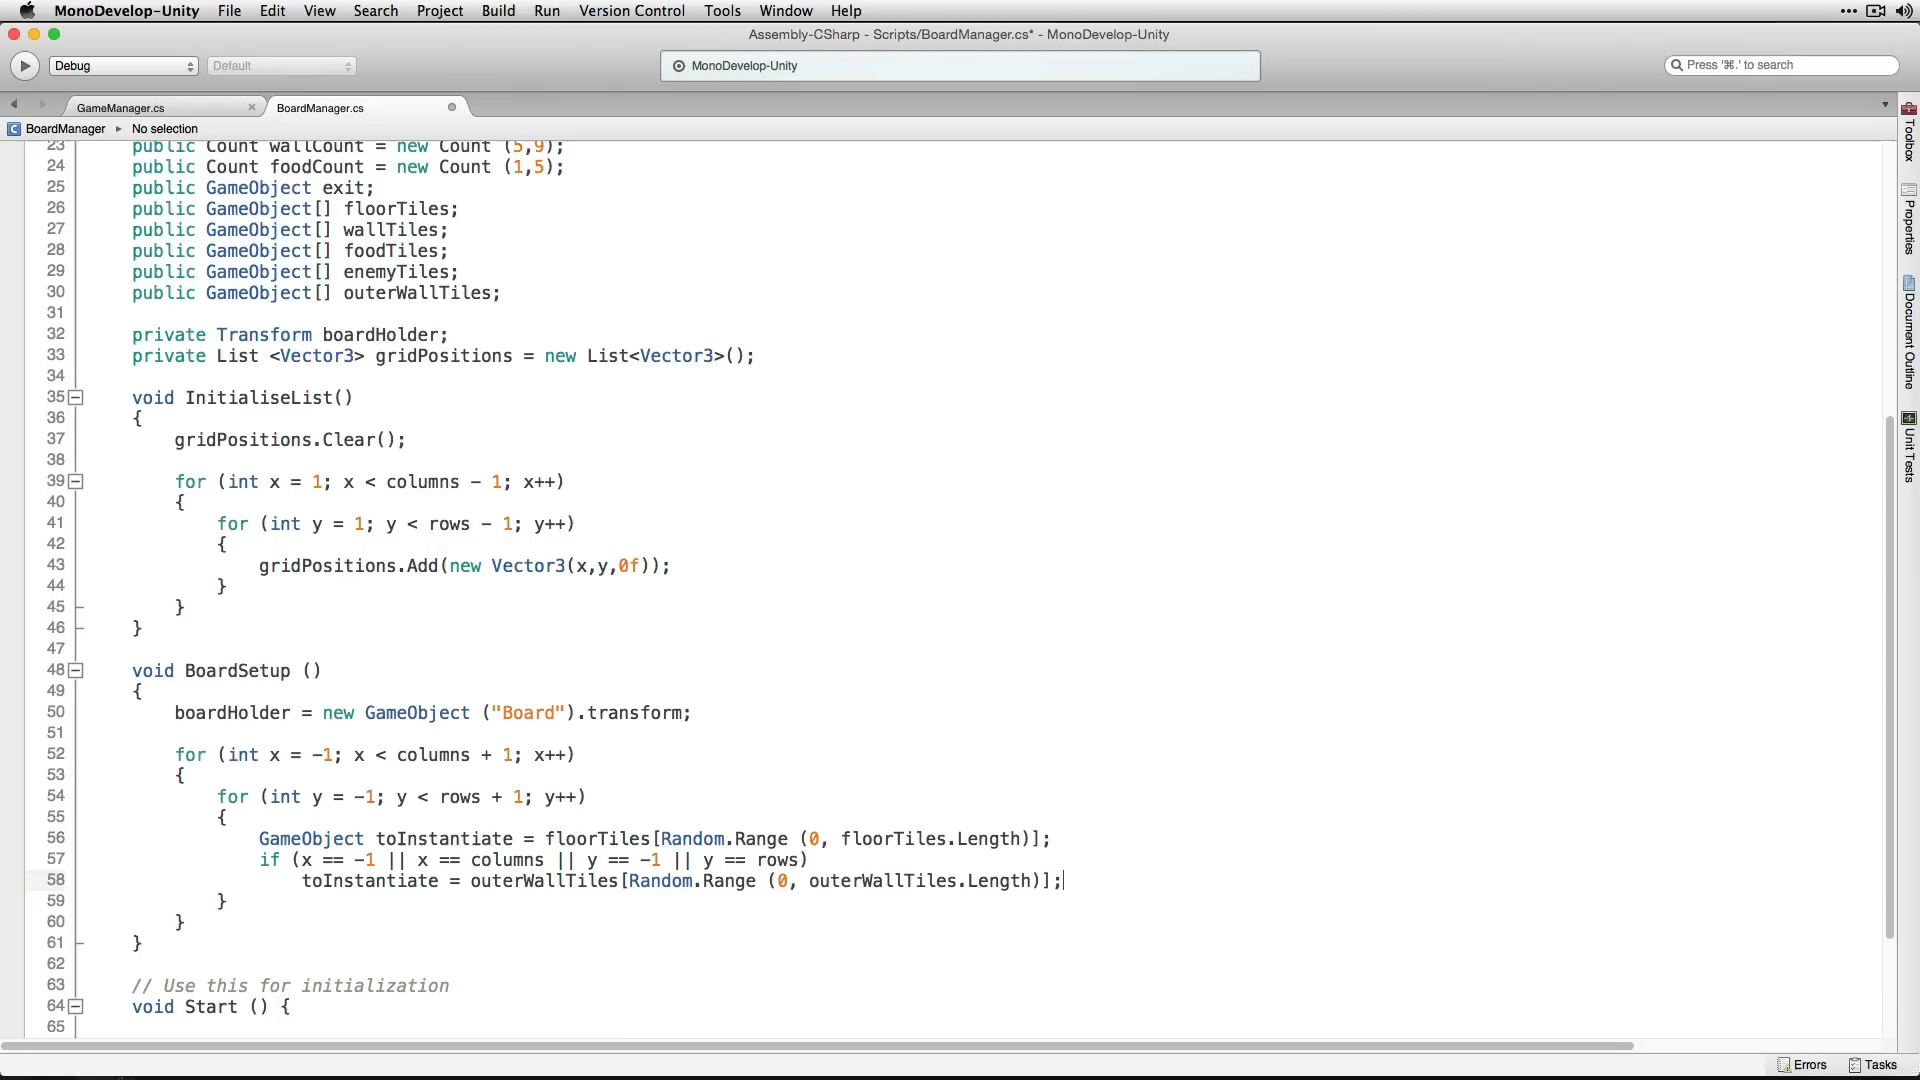 MonoDevelop-Unity File Edit View Search Project Build Run Version Control Tools Window Help
Assembly-CSharp - Scripts/BoardManager.cs* - MonoDevelop-Unity
Debug Default MonoDevelop-Unity Press '⌘.' to search
GameManager.cs BoardManager.cs
BoardManager No selection
23 public Count wallCount = new Count (5,9);
24 public Count foodCount = new Count (1,5);
25 public GameObject exit;
26 public GameObject[] floorTiles;
27 public GameObject[] wallTiles;
28 public GameObject[] foodTiles;
29 public GameObject[] enemyTiles;
30 public GameObject[] outerWallTiles;
31
32 private Transform boardHolder;
33 private List <Vector3> gridPositions = new List<Vector3>();
34
35 void InitialiseList()
36 {
37 gridPositions.Clear();
38
39 for (int x = 1; x < columns - 1; x++)
40 {
41 for (int y = 1; y < rows - 1; y++)
42 {
43 gridPositions.Add(new Vector3(x,y,0f));
44 }
45 }
46 }
47
48 void BoardSetup ()
49 {
50 boardHolder = new GameObject ("Board").transform;
51
52 for (int x = -1; x < columns + 1; x++)
53 {
54 for (int y = -1; y < rows + 1; y++)
55 {
56 GameObject toInstantiate = floorTiles[Random.Range (0, floorTiles.Length)];
57 if (x == -1 || x == columns || y == -1 || y == rows)
58 toInstantiate = outerWallTiles[Random.Range (0, outerWallTiles.Length)];
59 }
60 }
61 }
62
63 // Use this for initialization
64 void Start () {
65
Toolbox
Properties
Document Outline
Unit Tests
Errors Tasks